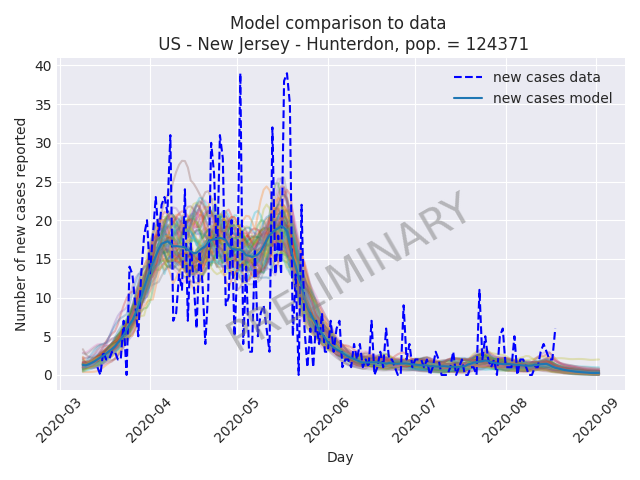 Model comparison to data
US - New Jersey - Hunterdon, pop. = 124371
40
35
30
25
20
15
10
5
0
Number of new cases reported
new cases data
new cases model
PRELIMINARY
2020-03
2020-04
2020-05
2020-06
2020-07
2020-08
2020-09
Day